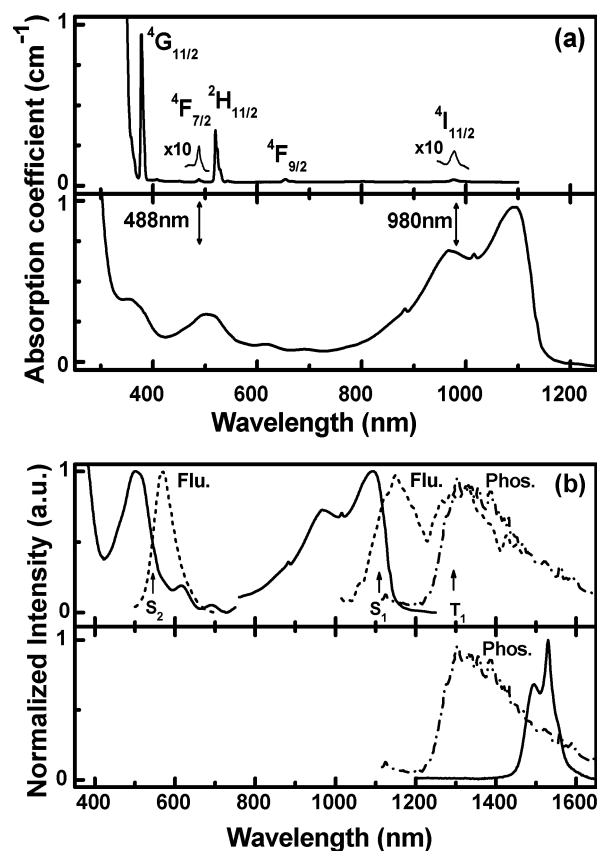 Absorption coefficient (cm⁻¹)
1
(a)
⁴G₁₁/₂
⁴F₇/₂
²H₁₁/₂
x10
⁴F₉/₂
⁴I₁₁/₂
x10
0
1
488nm
980nm
0
400 600 800 1000 1200
Wavelength (nm)
Normalized Intensity (a.u.)
1
Flu.
Flu.
Phos.
(b)
0
S₂
S₁
T₁
1
Phos.
0
400 600 800 1000 1200 1400 1600
Wavelength (nm)